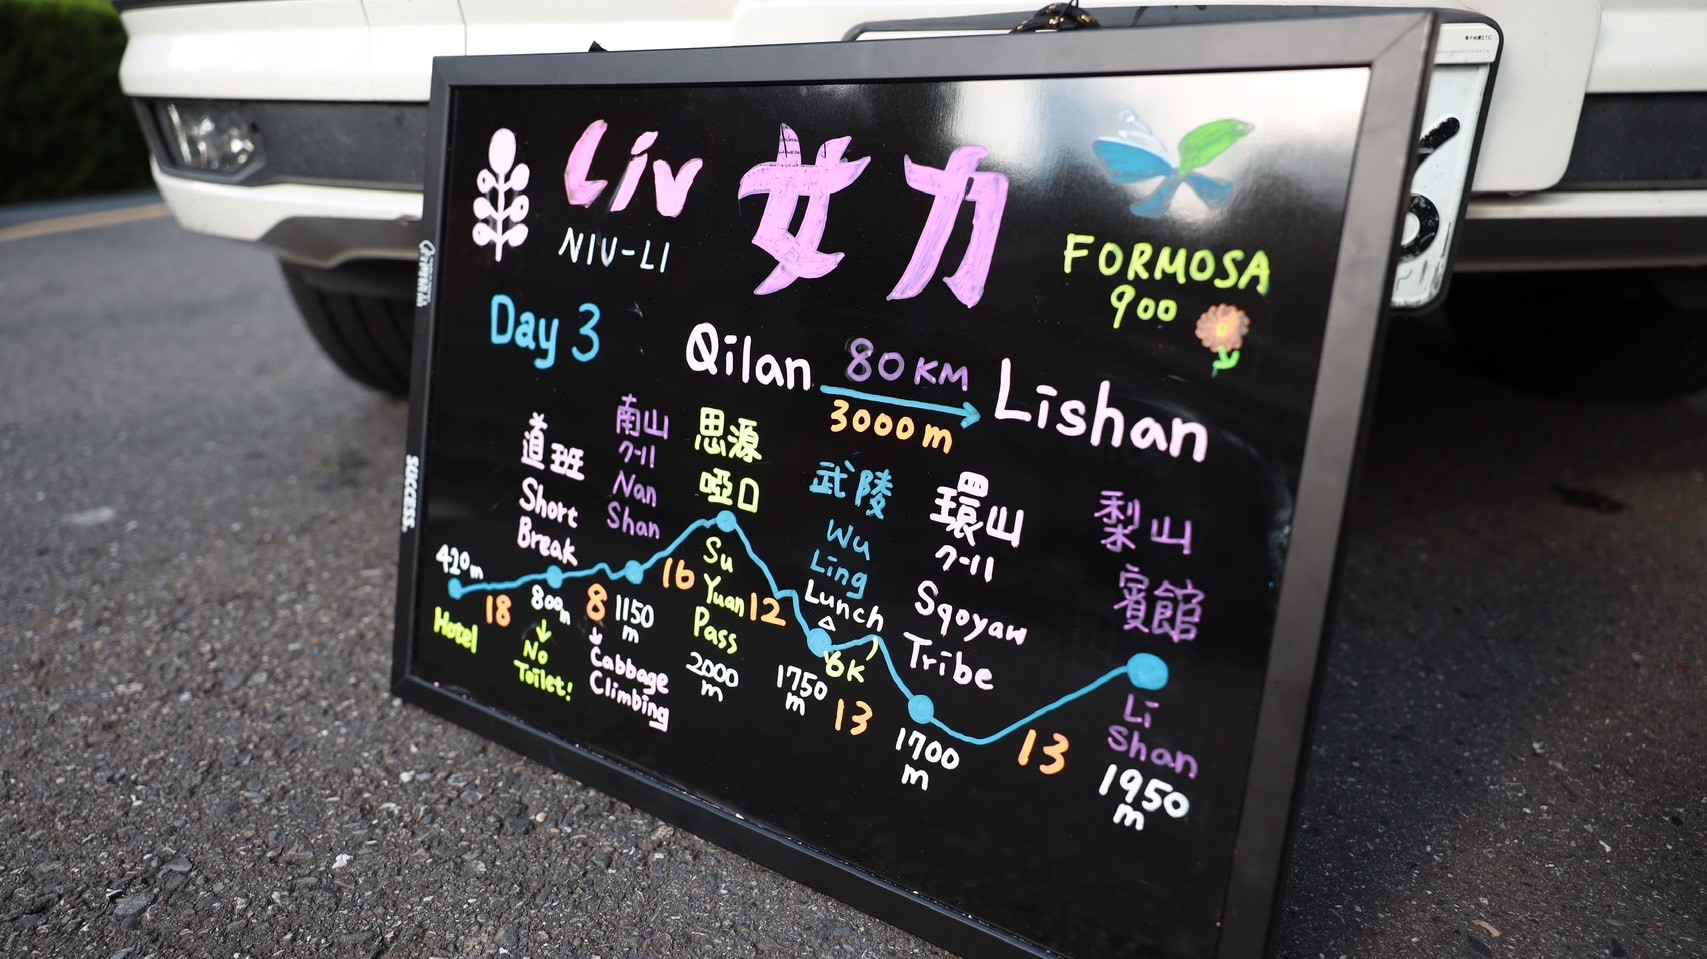 Liv 女力
NIU-LI
FORMOSA
900
Day 3
Qilan 80KM Lishan
3000m
道班
Short
Break
南山
7-11
Nan
Shan
思源
啞口
武陵
Wu
Ling
Lunch
環山
7-11
Sqoyaw
Tribe
梨山
賓館
420m
Hotel
18
800m
No
Toilet!
8
1150
m
Cabbage
Climbing
16
Su
Yuan
Pass
2000
m
12
1750
m
6K
13
1700
m
13
Li
Shan
1950
m
SUCCESS.